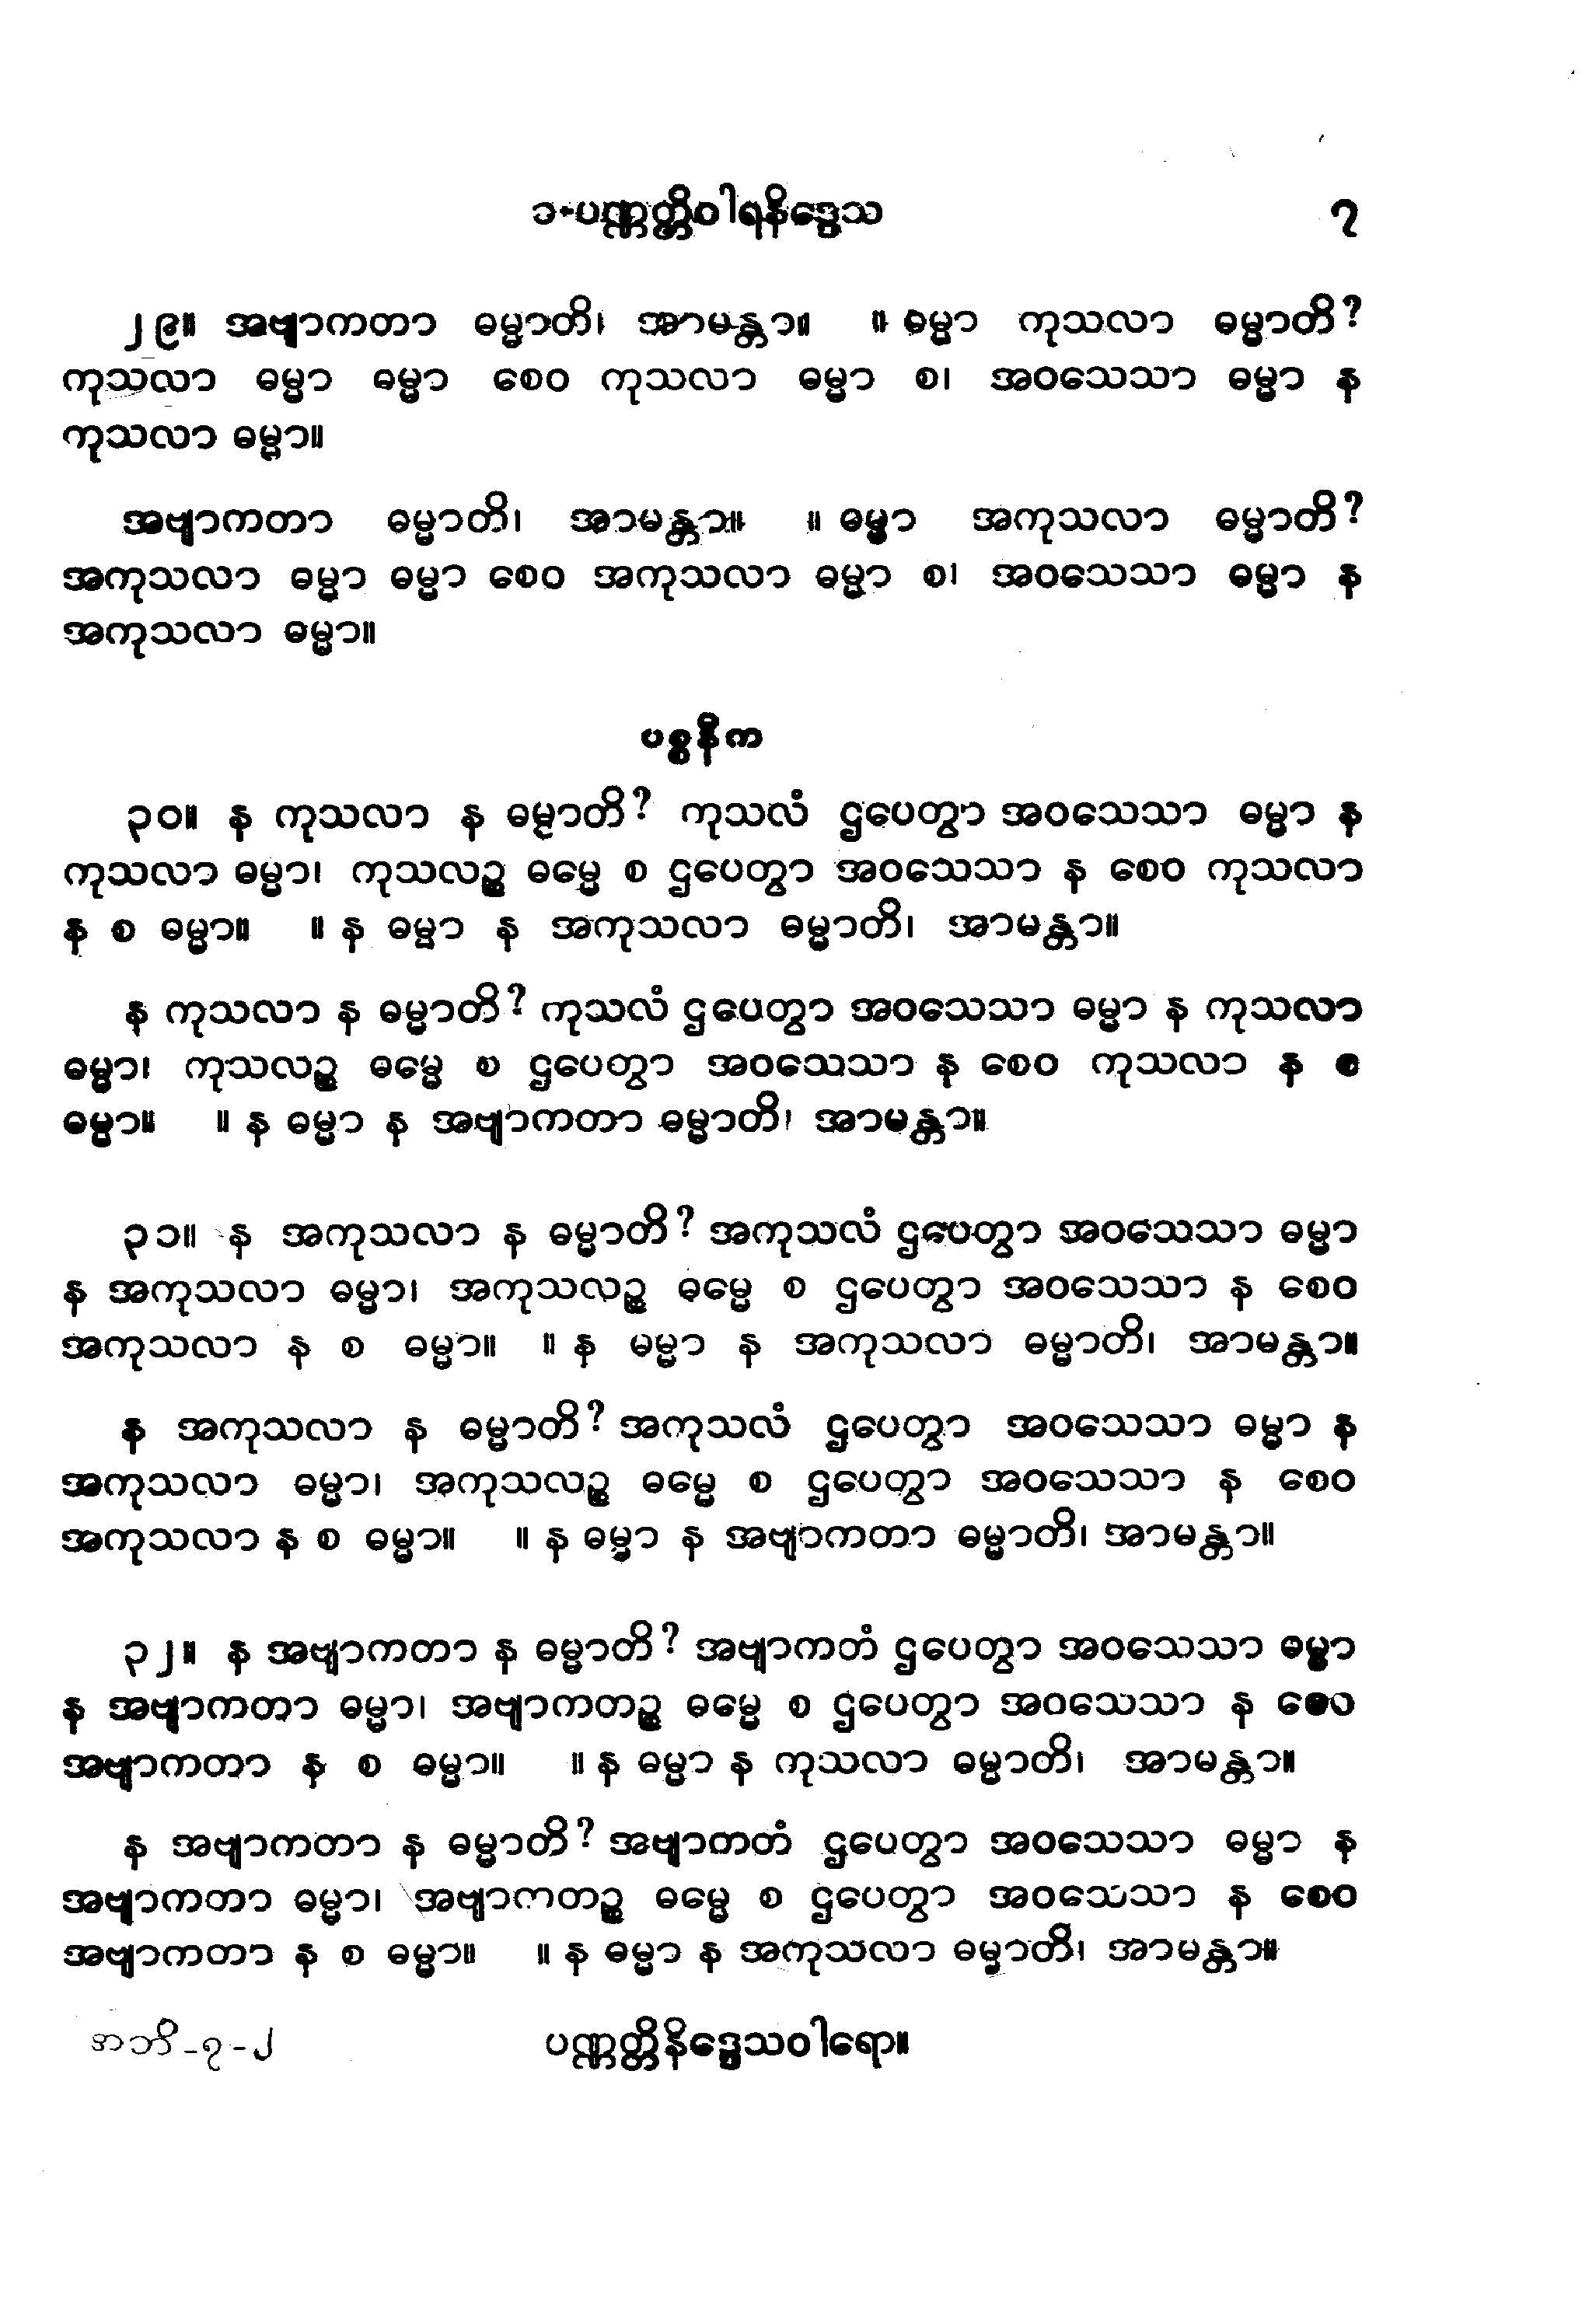 ၁-ပဏ္ဏတ္တိဝါရနိဒ္ဒေသ ၇
၂၉။ အဗျာကတာ ဓမ္မာတိ၊ အာမန္တာ။ ။ ဓမ္မာ ကုသလာ ဓမ္မာတိ?
ကုသလာ ဓမ္မာ ဓမ္မာ စေဝ ကုသလာ ဓမ္မာ စ၊ အဝသေသာ ဓမ္မာ န
ကုသလာ ဓမ္မာ။
အဗျာကတာ ဓမ္မာတိ၊ အာမန္တာ။ ။ ဓမ္မာ အကုသလာ ဓမ္မာတိ?
အကုသလာ ဓမ္မာ ဓမ္မာ စေဝ အကုသလာ ဓမ္မာ စ၊ အဝသေသာ ဓမ္မာ န
အကုသလာ ဓမ္မာ။
ပစ္စနီက
၃၀။ န ကုသလာ န ဓမ္မာတိ? ကုသလံ ဌပေတွာ အဝသေသာ ဓမ္မာ န
ကုသလာ ဓမ္မာ၊ ကုသလဉ္စ ဓမ္မေ စ ဌပေတွာ အဝသေသာ န စေဝ ကုသလာ
န စ ဓမ္မာ။ ။ န ဓမ္မာ န အကုသလာ ဓမ္မာတိ၊ အာမန္တာ။
န ကုသလာ န ဓမ္မာတိ? ကုသလံ ဌပေတွာ အဝသေသာ ဓမ္မာ န ကုသလာ
ဓမ္မာ၊ ကုသလဉ္စ ဓမ္မေ စ ဌပေတွာ အဝသေသာ န စေဝ ကုသလာ န စ
ဓမ္မာ။ ။ န ဓမ္မာ န အဗျာကတာ ဓမ္မာတိ၊ အာမန္တာ။
၃၁။ န အကုသလာ န ဓမ္မာတိ? အကုသလံ ဌပေတွာ အဝသေသာ ဓမ္မာ
န အကုသလာ ဓမ္မာ၊ အကုသလဉ္စ ဓမ္မေ စ ဌပေတွာ အဝသေသာ န စေဝ
အကုသလာ န စ ဓမ္မာ။ ။ န မမ္မာ န အကုသလာ ဓမ္မာတိ၊ အာမန္တာ။
န အကုသလာ န ဓမ္မာတိ? အကုသလံ ဌပေတွာ အဝသေသာ ဓမ္မာ န
အကုသလာ ဓမ္မာ၊ အကုသလဉ္စ ဓမ္မေ စ ဌပေတွာ အဝသေသာ န စေဝ
အကုသလာ န စ ဓမ္မာ။ ။ န ဓမ္မာ န အဗျာကတာ ဓမ္မာတိ၊ အာမန္တာ။
၃၂။ န အဗျာကတာ န ဓမ္မာတိ? အဗျာကတံ ဌပေတွာ အဝသေသာ ဓမ္မာ
န အဗျာကတာ ဓမ္မာ၊ အဗျာကတဉ္စ ဓမ္မေ စ ဌပေတွာ အဝသေသာ န စေဝ
အဗျာကတာ န စ ဓမ္မာ။ ။ န ဓမ္မာ န ကုသလာ ဓမ္မာတိ၊ အာမန္တာ။
န အဗျာကတာ န ဓမ္မာတိ? အဗျာကတံ ဌပေတွာ အဝသေသာ ဓမ္မာ န
အဗျာကတာ ဓမ္မာ၊ အဗျာကတဉ္စ ဓမ္မေ စ ဌပေတွာ အဝသေသာ န စေဝ
အဗျာကတာ န စ ဓမ္မာ။ ။ န ဓမ္မာ န အကုသလာ ဓမ္မာတိ၊ အာမန္တာ။
အဘိ-၇-၂ ပဏ္ဏတ္တိနိဒ္ဒေသဝါရော။